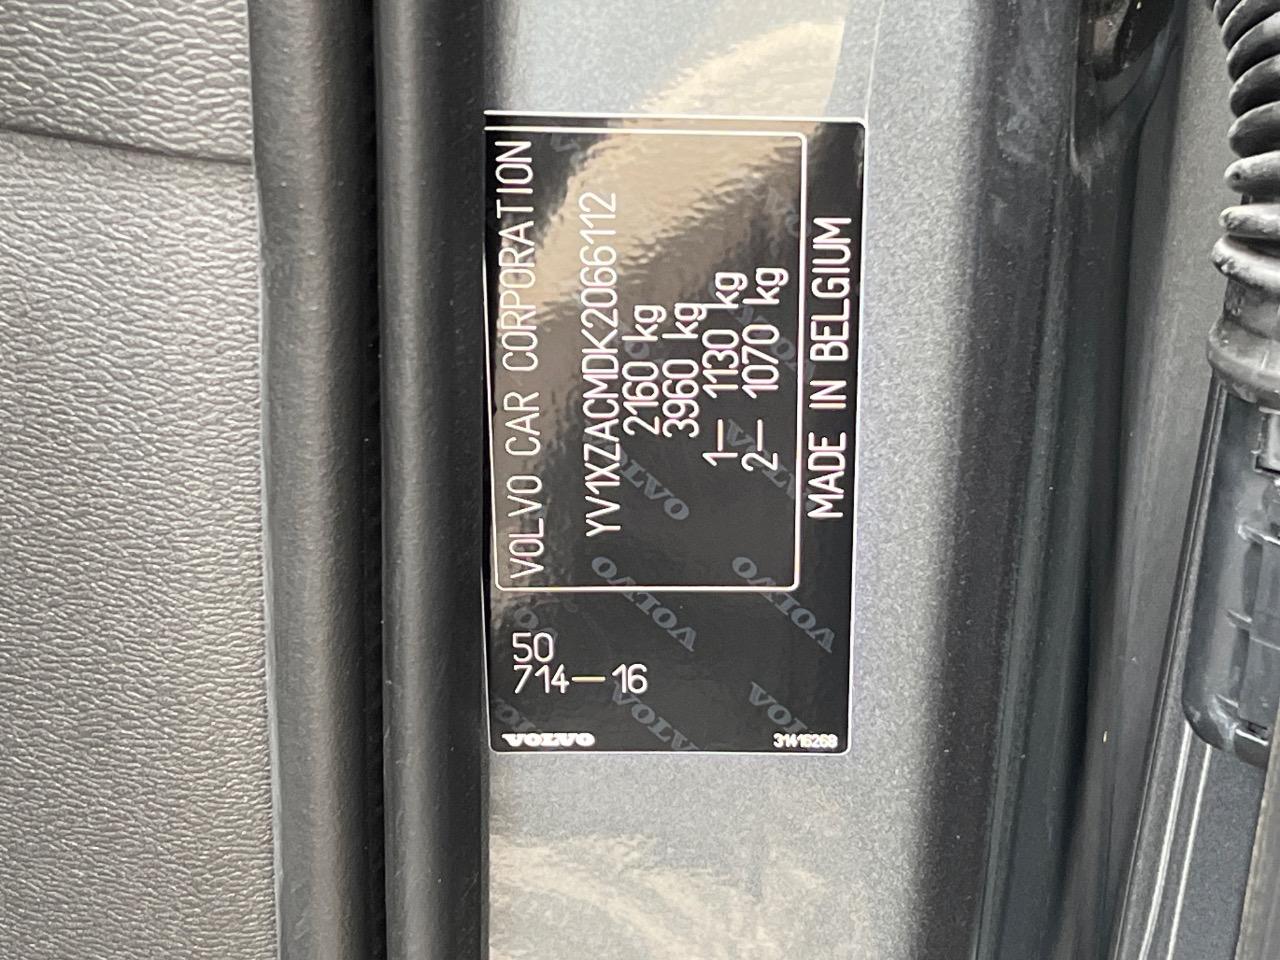 VOLVO CAR CORPORATION
YV1XZACMDK2066112
2160 kg
3960 kg
1— 1130 kg
2— 1070 kg
MADE IN BELGIUM
50
714—16
VOLVO
31416268